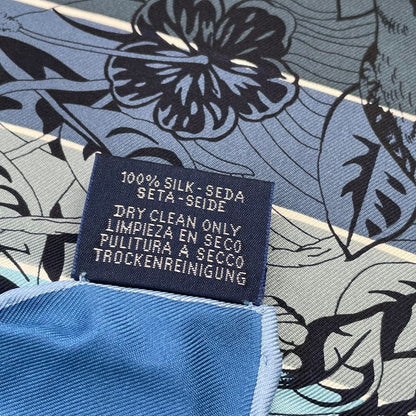 100% SILK-SEDA
SETA-SEIDE
DRY CLEAN ONLY
LIMPIEZA EN SECO
PULITURA À SECCO
TROCKENREINIGUNG